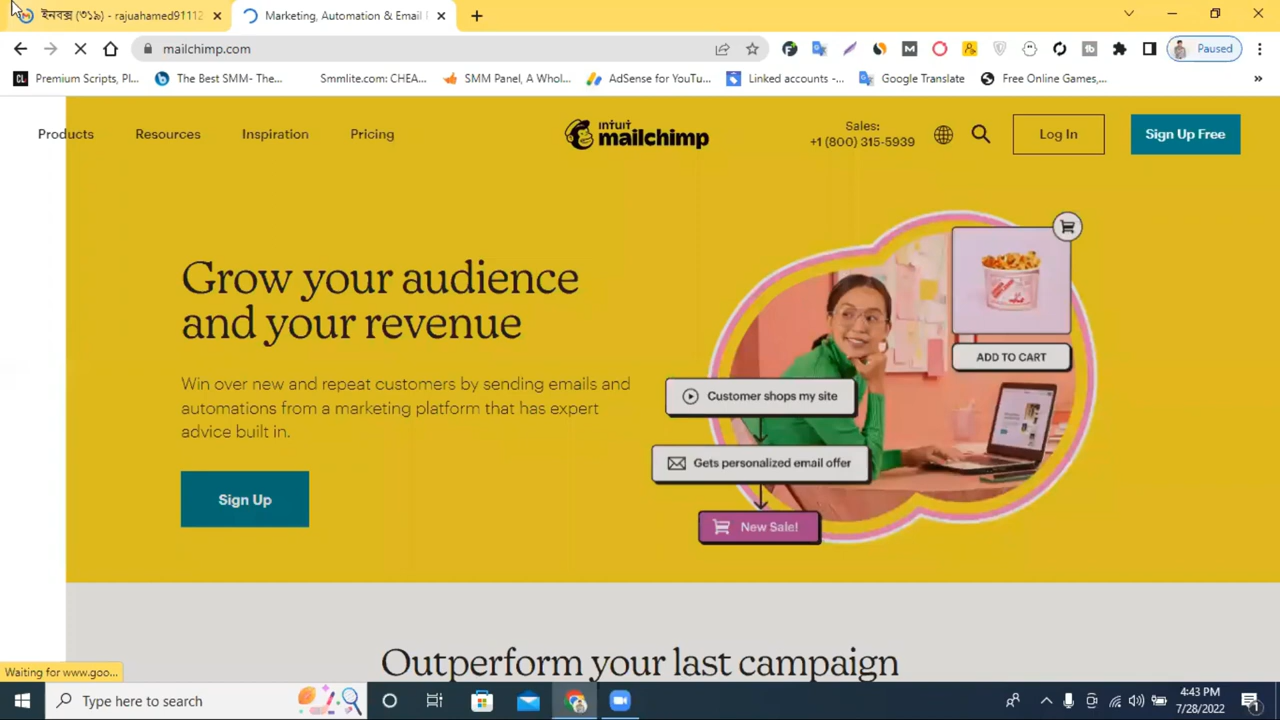 ইনবক্স (৩১৯) - rajuahamed91112
Marketing, Automation & Email
mailchimp.com
Paused
CL Premium Scripts, Pl...
The Best SMM- The...
Smmlite.com: CHEA...
SMM Panel, A Whol...
AdSense for YouTu...
Linked accounts -...
Google Translate
Free Online Games,...
Products
Resources
Inspiration
Pricing
INTUIT
mailchimp
Sales:
+1 (800) 315-5939
Log In
Sign Up Free
Grow your audience
and your revenue
Win over new and repeat customers by sending emails and
automations from a marketing platform that has expert
advice built in.
Sign Up
ADD TO CART
Customer shops my site
Gets personalized email offer
New Sale!
Outperform your last campaign
Waiting for www.goo...
Type here to search
4:43 PM
7/28/2022